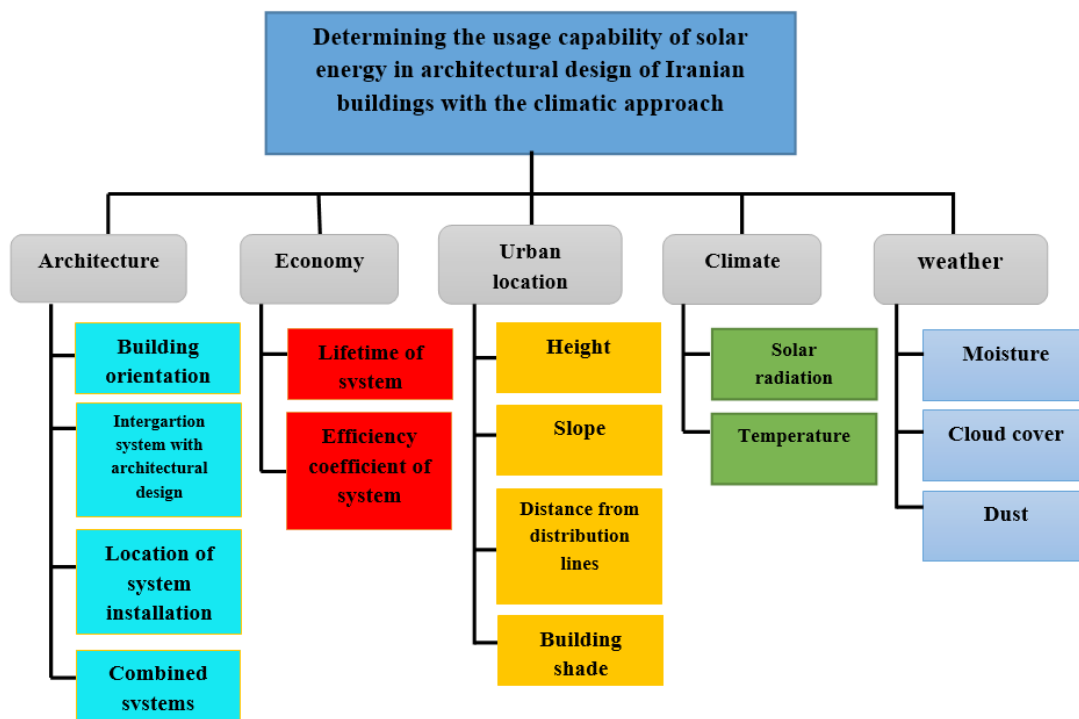 Determining the usage capability of solar
energy in architectural design of Iranian
buildings with the climatic approach
Architecture
Economy
Urban
location
Climate
weather
Building
orientation
Intergartion
system with
architectural
design
Location of
system
installation
Combined
systems
Lifetime of
system
Efficiency
coefficient of
system
Height
Slope
Distance from
distribution
lines
Building
shade
Solar
radiation
Temperature
Moisture
Cloud cover
Dust